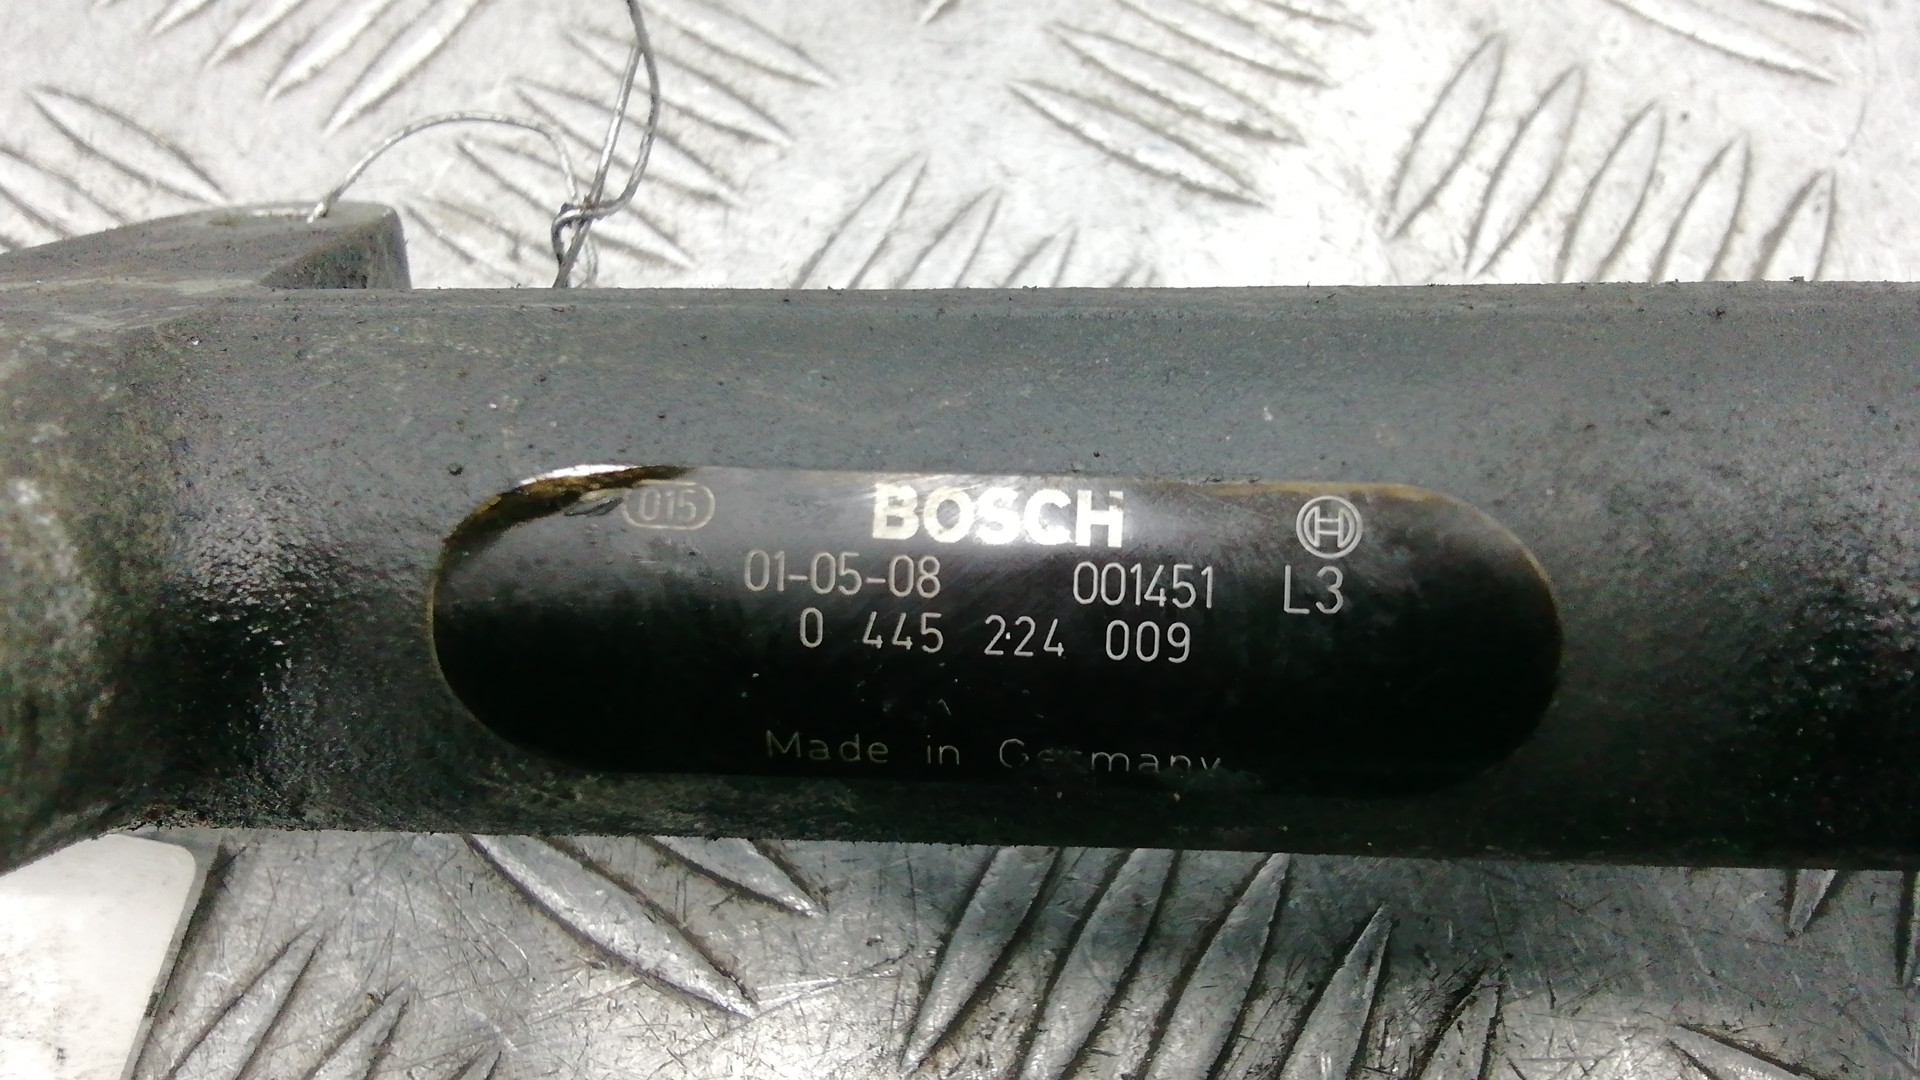 015 BOSCH
01-05-08 001451 L3
0 445 224 009
Made in Germany